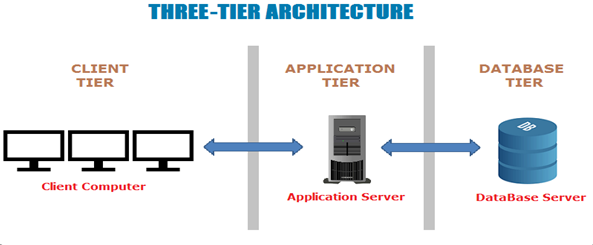 THREE-TIER ARCHITECTURE
CLIENT
TIER
APPLICATION
TIER
DATABASE
TIER
DB
Client Computer
Application Server
DataBase Server